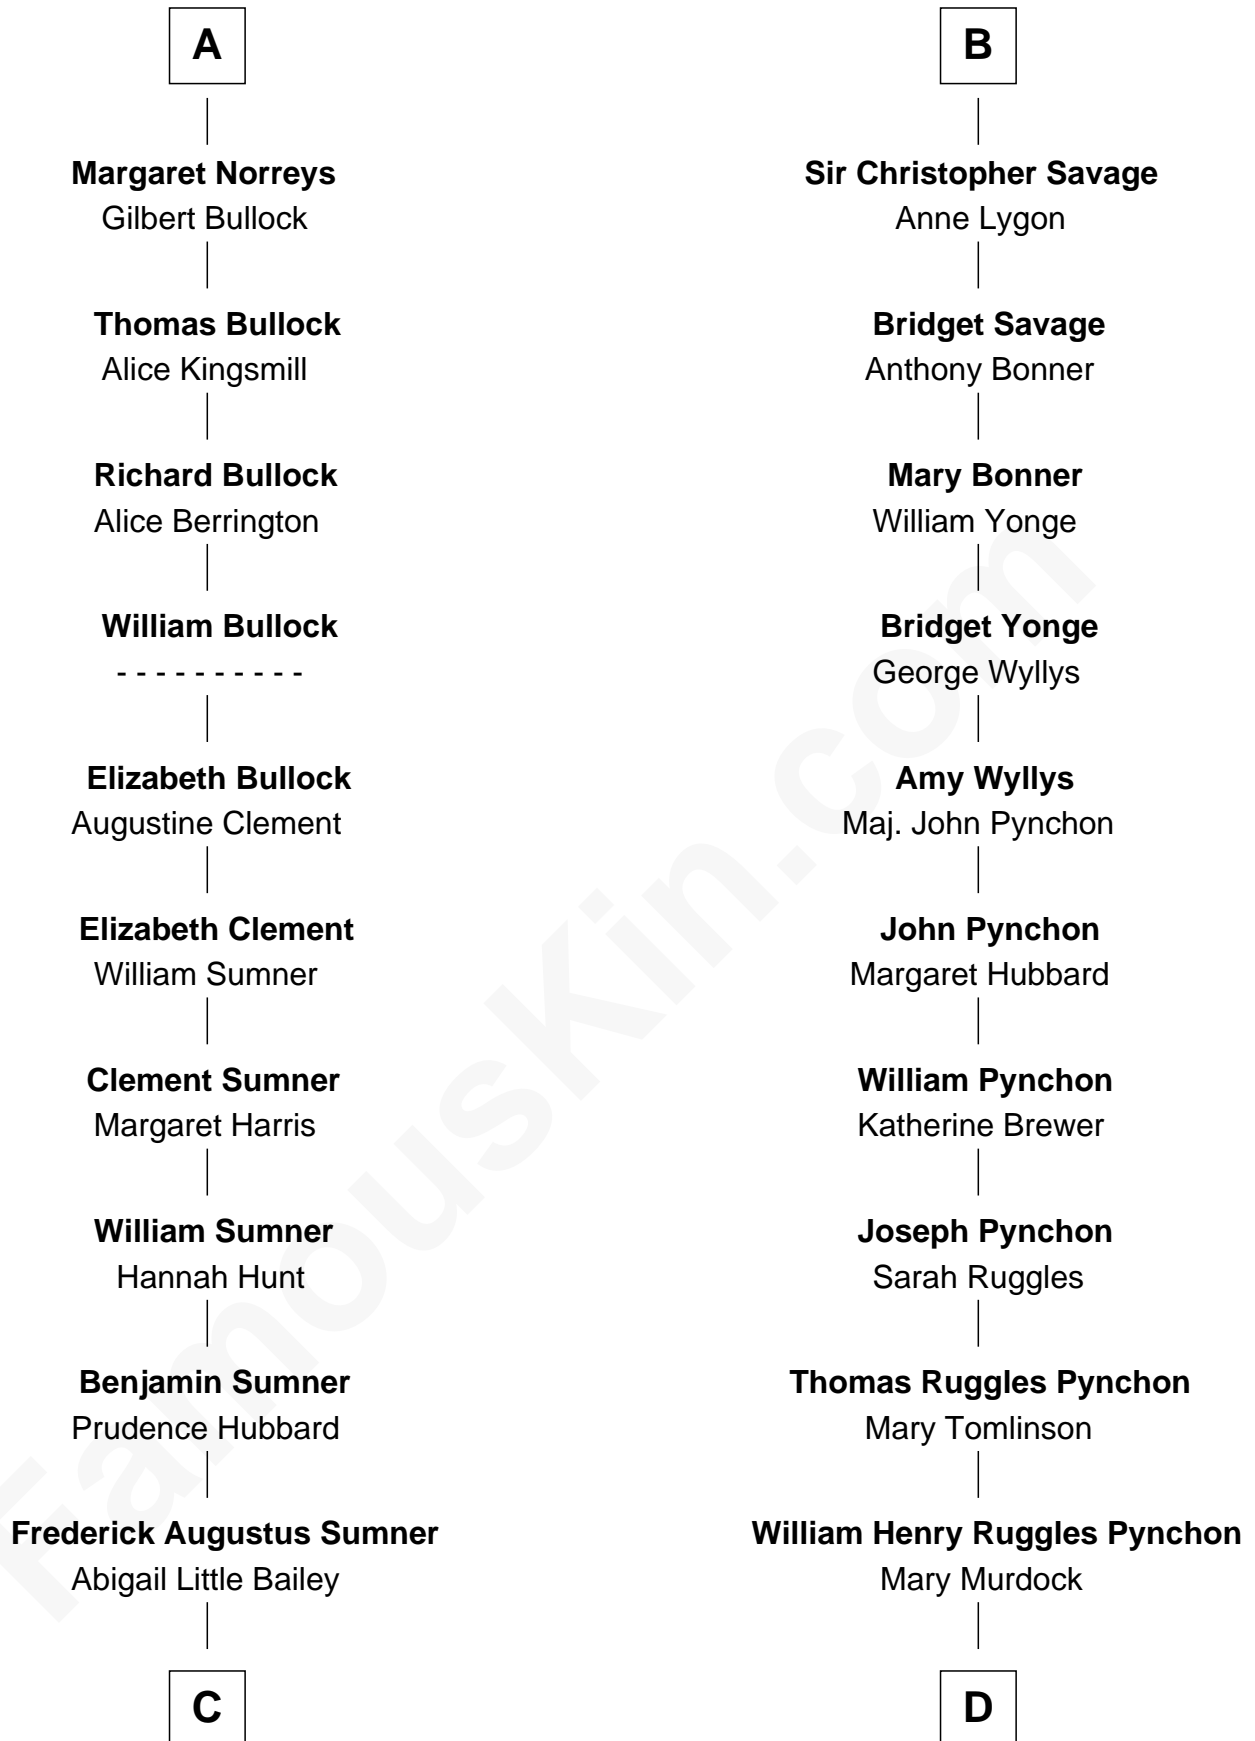 A
Margaret Norreys
Gilbert Bullock
Thomas Bullock
Alice Kingsmill
Richard Bullock
Alice Berrington
William Bullock
- - - - - - - - - -
Elizabeth Bullock
Augustine Clement
Elizabeth Clement
William Sumner
Clement Sumner
Margaret Harris
William Sumner
Hannah Hunt
Benjamin Sumner
Prudence Hubbard
Frederick Augustus Sumner
Abigail Little Bailey
C
B
Sir Christopher Savage
Anne Lygon
Bridget Savage
Anthony Bonner
Mary Bonner
William Yonge
Bridget Yonge
George Wyllys
Amy Wyllys
Maj. John Pynchon
John Pynchon
Margaret Hubbard
William Pynchon
Katherine Brewer
Joseph Pynchon
Sarah Ruggles
Thomas Ruggles Pynchon
Mary Tomlinson
William Henry Ruggles Pynchon
Mary Murdock
D
FamousKin.com